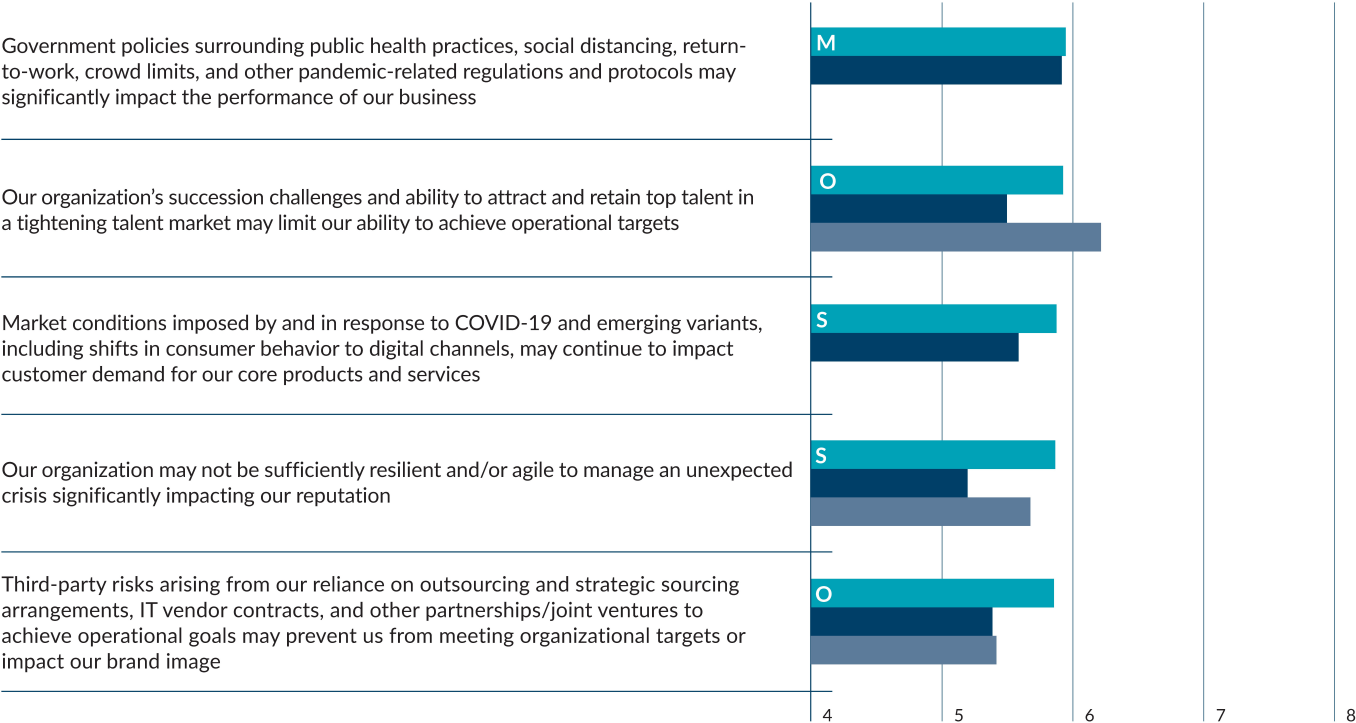 Government policies surrounding public health practices, social distancing, return-
to-work, crowd limits, and other pandemic-related regulations and protocols may
significantly impact the performance of our business
M
Our organization’s succession challenges and ability to attract and retain top talent in
a tightening talent market may limit our ability to achieve operational targets
O
Market conditions imposed by and in response to COVID-19 and emerging variants,
including shifts in consumer behavior to digital channels, may continue to impact
customer demand for our core products and services
S
Our organization may not be sufficiently resilient and/or agile to manage an unexpected
crisis significantly impacting our reputation
S
Third-party risks arising from our reliance on outsourcing and strategic sourcing
arrangements, IT vendor contracts, and other partnerships/joint ventures to
achieve operational goals may prevent us from meeting organizational targets or
impact our brand image
O
4 5 6 7 8